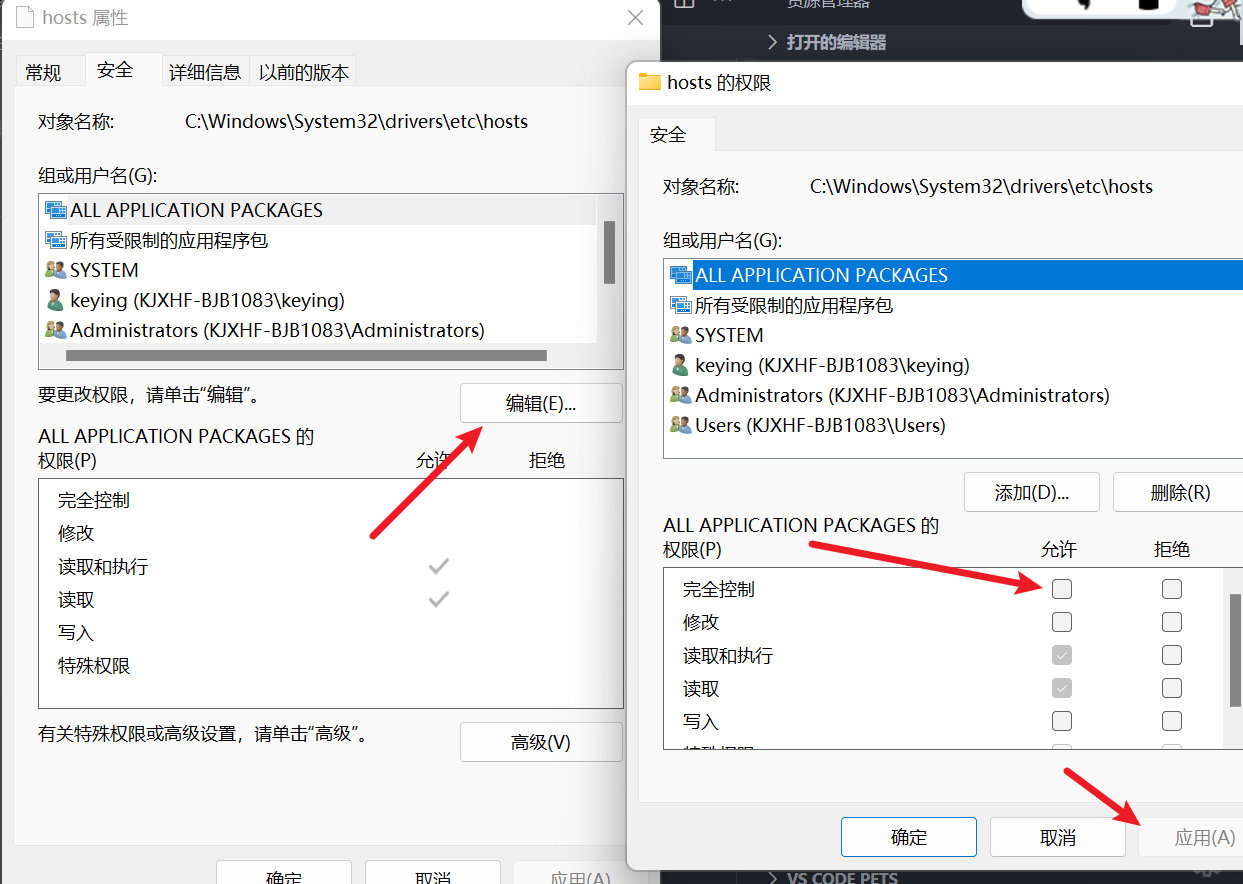 hosts 属性
常规
安全
详细信息
以前的版本
对象名称:
C:\Windows\System32\drivers\etc\hosts
组或用户名(G):
ALL APPLICATION PACKAGES
所有受限制的应用程序包
SYSTEM
keying (KJXHF-BJB1083\keying)
Administrators (KJXHF-BJB1083\Administrators)
要更改权限，请单击“编辑”。
编辑(E)...
ALL APPLICATION PACKAGES 的
权限(P)
允许
拒绝
完全控制
修改
读取和执行
读取
写入
特殊权限
有关特殊权限或高级设置，请单击“高级”。
高级(V)
确定
取消
应用(A)
资源管理器
打开的编辑器
hosts 的权限
安全
对象名称:
C:\Windows\System32\drivers\etc\hosts
组或用户名(G):
ALL APPLICATION PACKAGES
所有受限制的应用程序包
SYSTEM
keying (KJXHF-BJB1083\keying)
Administrators (KJXHF-BJB1083\Administrators)
Users (KJXHF-BJB1083\Users)
添加(D)...
删除(R)
ALL APPLICATION PACKAGES 的
权限(P)
允许
拒绝
完全控制
修改
读取和执行
读取
写入
特殊权限
确定
取消
应用(A)
VS CODE PETS